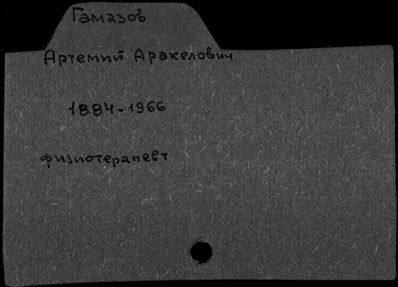 Гамазов
Артемий Аракелович
1884-1966
физиотерапевт